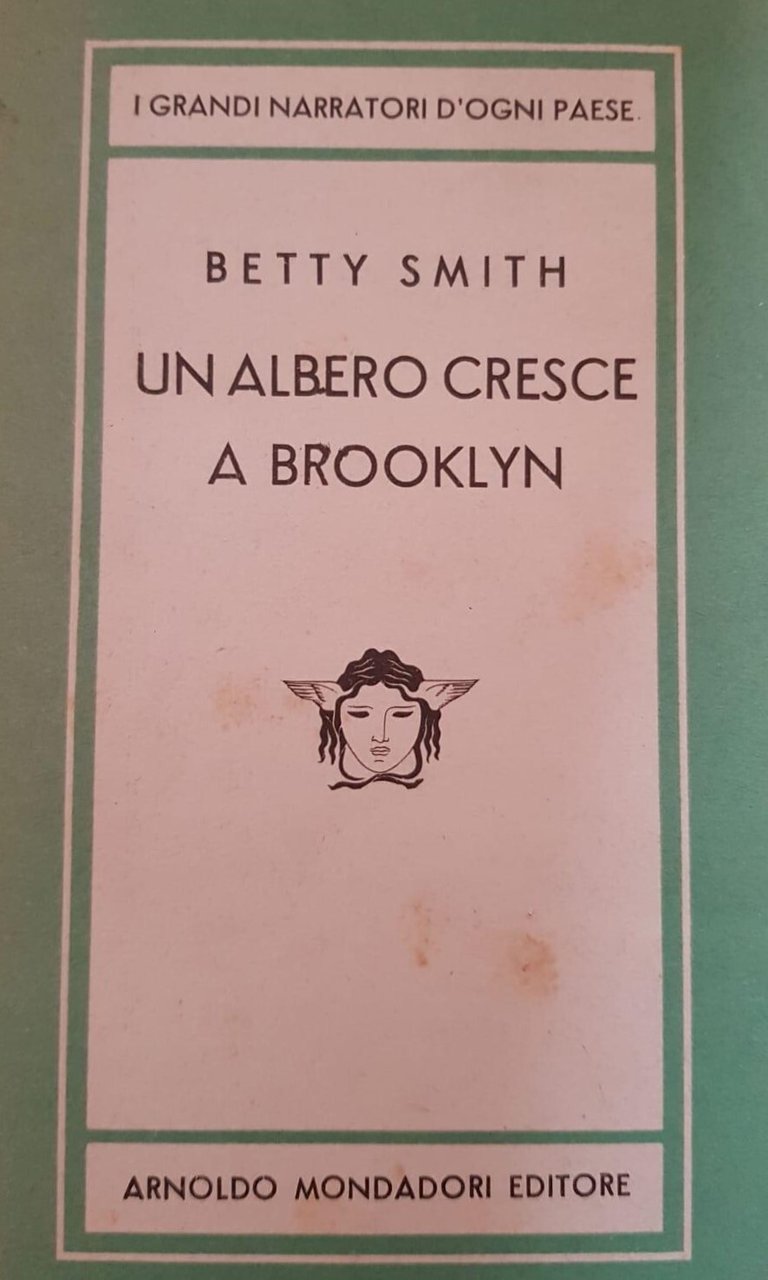 I GRANDI NARRATORI D'OGNI PAESE.
BETTY SMITH
UN ALBERO CRESCE
A BROOKLYN
ARNOLDO MONDADORI EDITORE